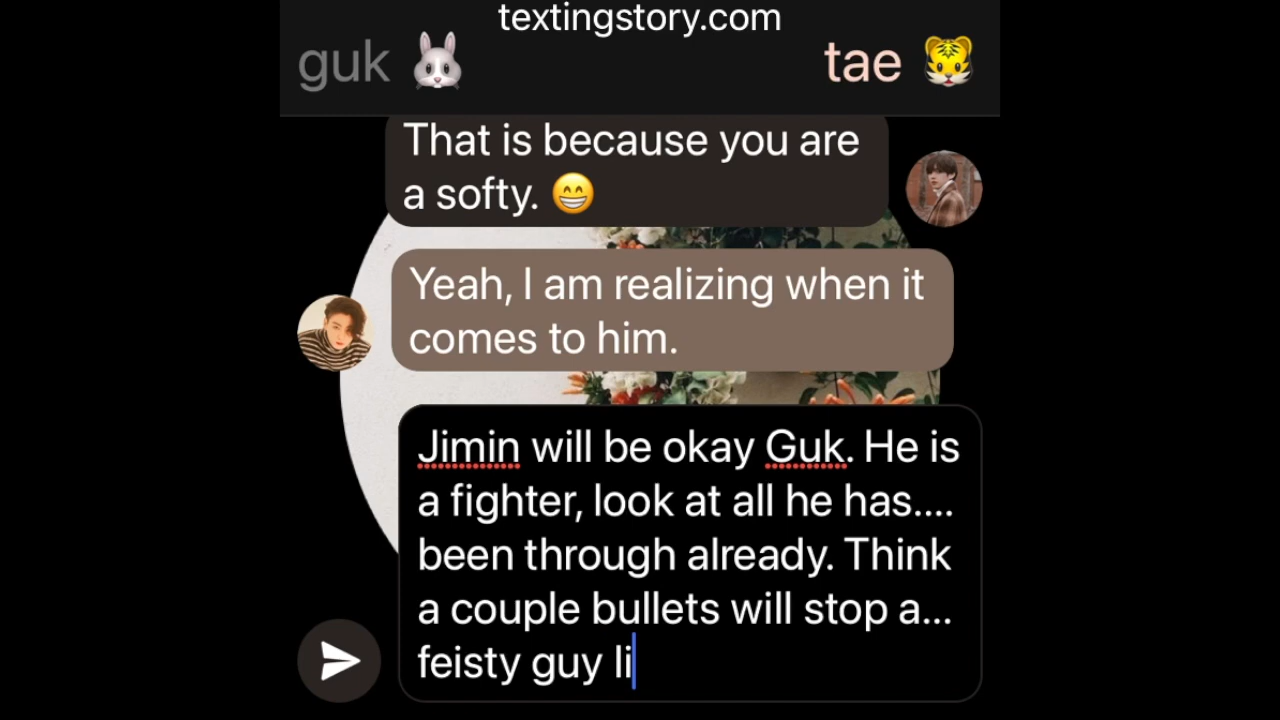 textingstory.com
guk 🐰 tae 🐯
That is because you are
a softy. 😁
Yeah, I am realizing when it
comes to him.
Jimin will be okay Guk. He is
a fighter, look at all he has....
been through already. Think
a couple bullets will stop a...
feisty guy li